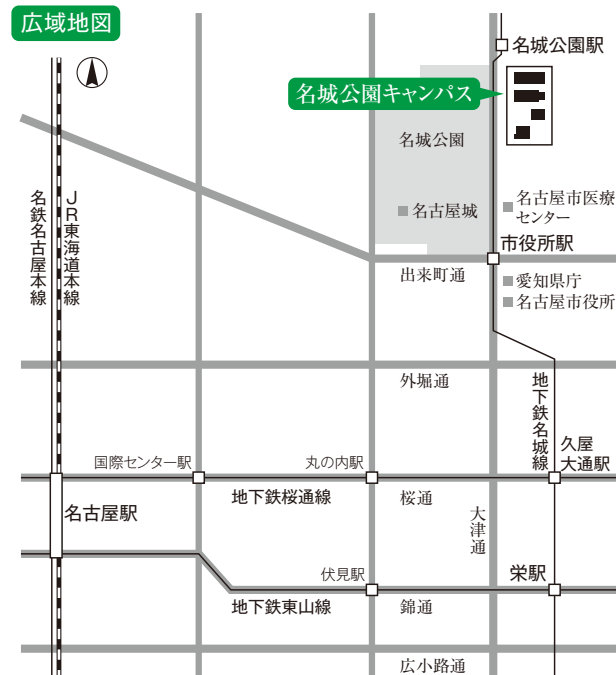 広域地図
名城公園駅
名城公園キャンパス
名城公園
名古屋城
名古屋市医療
センター
市役所駅
出来町通
愛知県庁
名古屋市役所
名鉄名古屋本線
JR東海道本線
外堀通
地下鉄名城線
久屋
大通駅
国際センター駅
丸の内駅
地下鉄桜通線
桜通
名古屋駅
大津通
伏見駅
栄駅
地下鉄東山線
錦通
広小路通